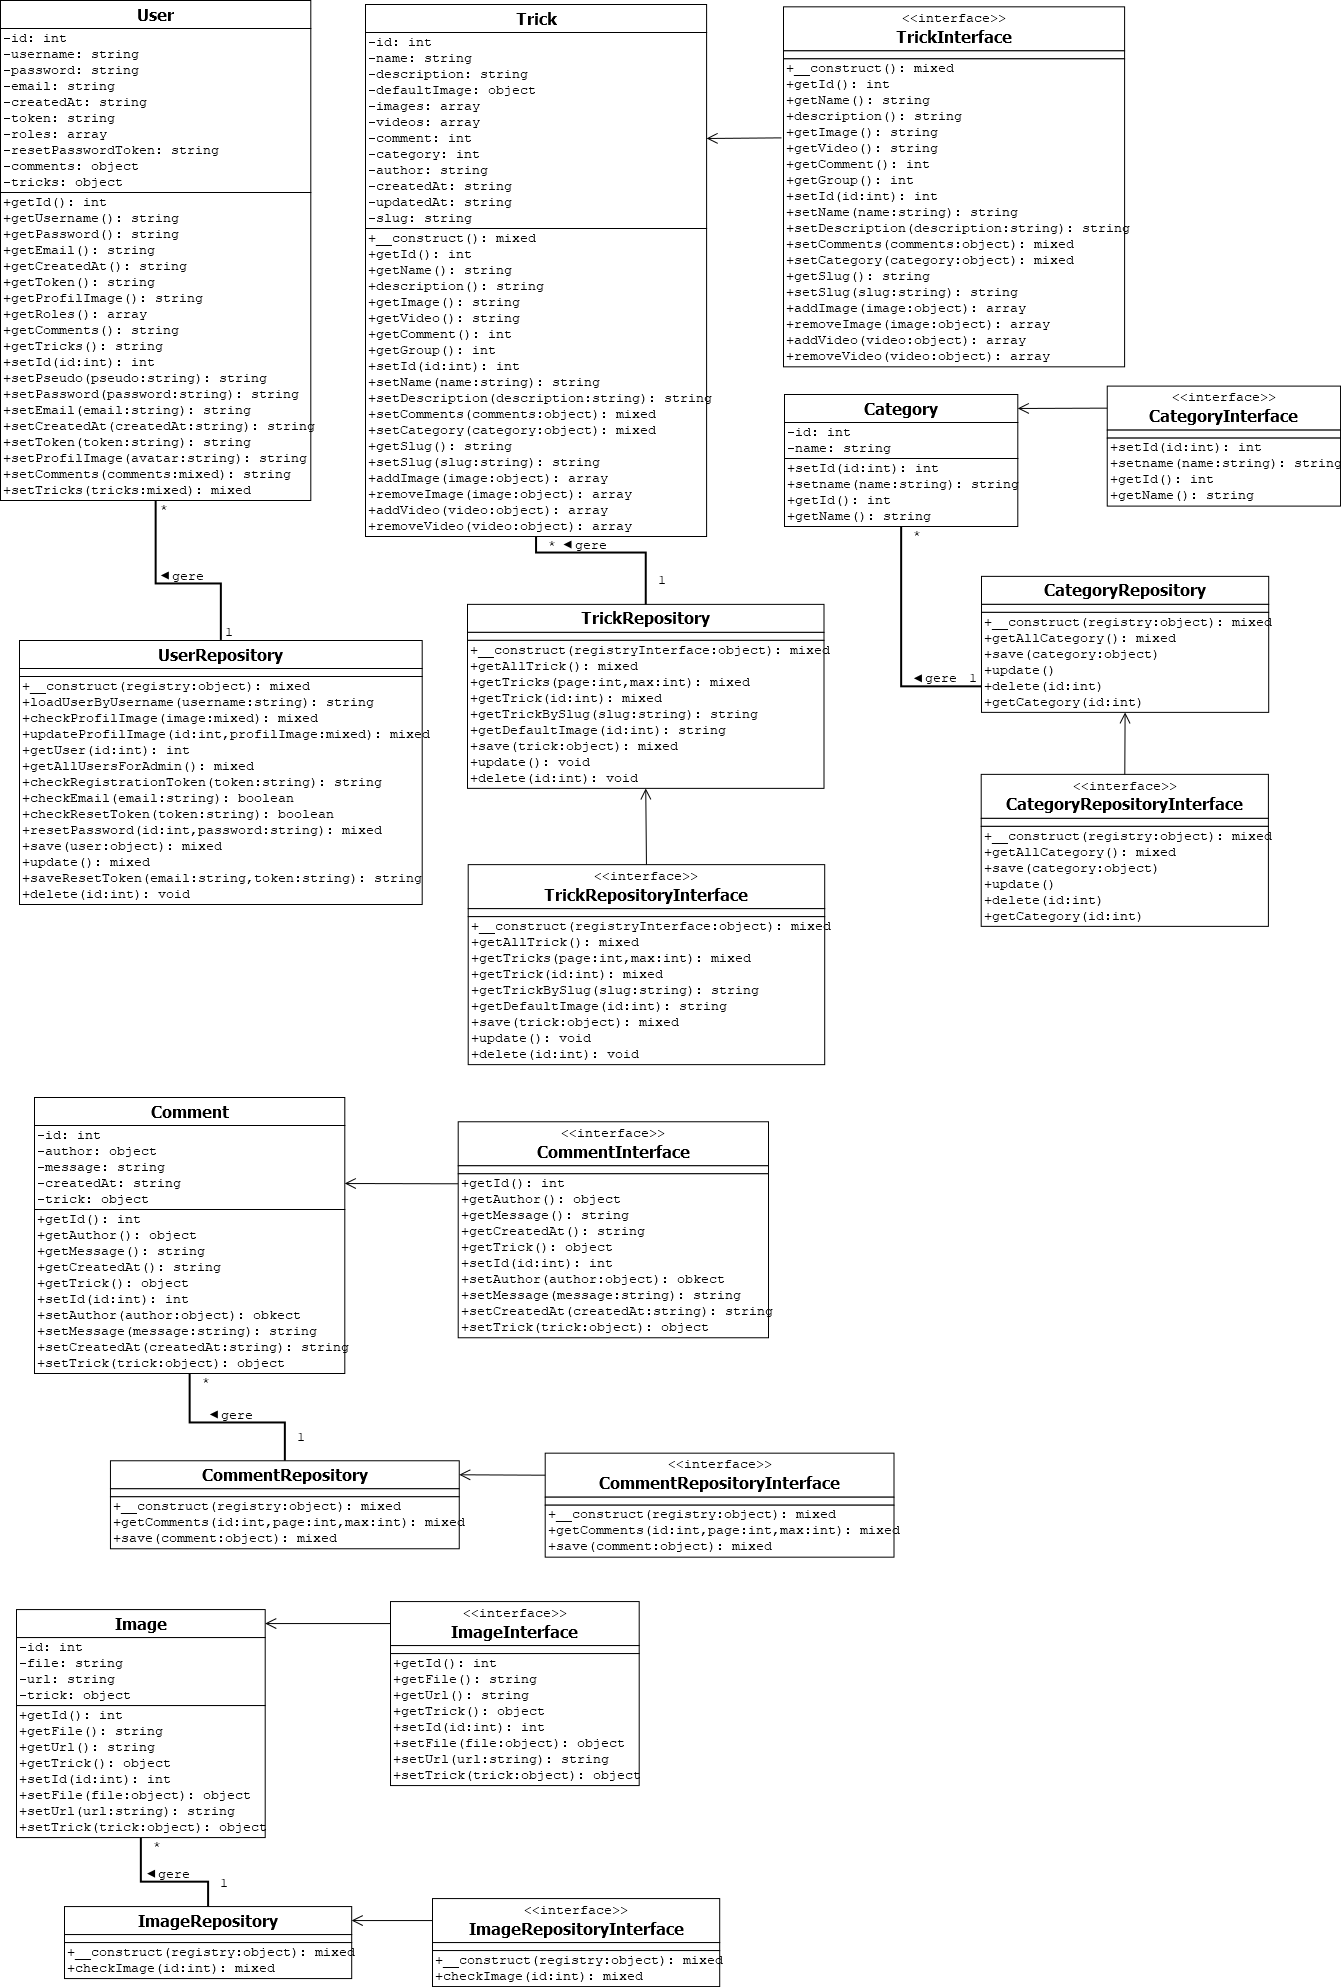 User
-id: int
-username: string
-password: string
-email: string
-createdAt: string
-token: string
-roles: array
-resetPasswordToken: string
-comments: object
-tricks: object
+getId(): int
+getUsername(): string
+getPassword(): string
+getEmail(): string
+getCreatedAt(): string
+getToken(): string
+getProfilImage(): string
+getRoles(): array
+getComments(): string
+getTricks(): string
+setId(id:int): int
+setPseudo(pseudo:string): string
+setPassword(password:string): string
+setEmail(email:string): string
+setCreatedAt(createdAt:string): string
+setToken(token:string): string
+setProfilImage(avatar:string): string
+setComments(comments:mixed): string
+setTricks(tricks:mixed): mixed
*
◄ gere
1
UserRepository
+__construct(registry:object): mixed
+loadUserByUsername(username:string): string
+checkProfilImage(image:mixed): mixed
+updateProfilImage(id:int,profilImage:mixed): mixed
+getUser(id:int): int
+getAllUsersForAdmin(): mixed
+checkRegistrationToken(token:string): string
+checkEmail(email:string): boolean
+checkResetToken(token:string): boolean
+resetPassword(id:int,password:string): mixed
+save(user:object): mixed
+update(): mixed
+saveResetToken(email:string,token:string): string
+delete(id:int): void
Trick
-id: int
-name: string
-description: string
-defaultImage: object
-images: array
-videos: array
-comment: int
-category: int
-author: string
-createdAt: string
-updatedAt: string
-slug: string
+__construct(): mixed
+getId(): int
+getName(): string
+description(): string
+getImage(): string
+getVideo(): string
+getComment(): int
+getGroup(): int
+setId(id:int): int
+setName(name:string): string
+setDescription(description:string): string
+setComments(comments:object): mixed
+setCategory(category:object): mixed
+getSlug(): string
+setSlug(slug:string): string
+addImage(image:object): array
+removeImage(image:object): array
+addVideo(video:object): array
+removeVideo(video:object): array
* ◄ gere
1
TrickRepository
+__construct(registryInterface:object): mixed
+getAllTrick(): mixed
+getTricks(page:int,max:int): mixed
+getTrick(id:int): mixed
+getTrickBySlug(slug:string): string
+getDefaultImage(id:int): string
+save(trick:object): mixed
+update(): void
+delete(id:int): void
<<interface>>
TrickRepositoryInterface
+__construct(registryInterface:object): mixed
+getAllTrick(): mixed
+getTricks(page:int,max:int): mixed
+getTrick(id:int): mixed
+getTrickBySlug(slug:string): string
+getDefaultImage(id:int): string
+save(trick:object): mixed
+update(): void
+delete(id:int): void
<<interface>>
TrickInterface
+__construct(): mixed
+getId(): int
+getName(): string
+description(): string
+getImage(): string
+getVideo(): string
+getComment(): int
+getGroup(): int
+setId(id:int): int
+setName(name:string): string
+setDescription(description:string): string
+setComments(comments:object): mixed
+setCategory(category:object): mixed
+getSlug(): string
+setSlug(slug:string): string
+addImage(image:object): array
+removeImage(image:object): array
+addVideo(video:object): array
+removeVideo(video:object): array
Category
-id: int
-name: string
+setId(id:int): int
+setname(name:string): string
+getId(): int
+getName(): string
<<interface>>
CategoryInterface
+setId(id:int): int
+setname(name:string): string
+getId(): int
+getName(): string
*
◄ gere 1
CategoryRepository
+__construct(registry:object): mixed
+getAllCategory(): mixed
+save(category:object)
+update()
+delete(id:int)
+getCategory(id:int)
<<interface>>
CategoryRepositoryInterface
+__construct(registry:object): mixed
+getAllCategory(): mixed
+save(category:object)
+update()
+delete(id:int)
+getCategory(id:int)
Comment
-id: int
-author: object
-message: string
-createdAt: string
-trick: object
+getId(): int
+getAuthor(): object
+getMessage(): string
+getCreatedAt(): string
+getTrick(): object
+setId(id:int): int
+setAuthor(author:object): obkect
+setMessage(message:string): string
+setCreatedAt(createdAt:string): string
+setTrick(trick:object): object
<<interface>>
CommentInterface
+getId(): int
+getAuthor(): object
+getMessage(): string
+getCreatedAt(): string
+getTrick(): object
+setId(id:int): int
+setAuthor(author:object): obkect
+setMessage(message:string): string
+setCreatedAt(createdAt:string): string
+setTrick(trick:object): object
*
◄ gere
1
CommentRepository
+__construct(registry:object): mixed
+getComments(id:int,page:int,max:int): mixed
+save(comment:object): mixed
<<interface>>
CommentRepositoryInterface
+__construct(registry:object): mixed
+getComments(id:int,page:int,max:int): mixed
+save(comment:object): mixed
Image
-id: int
-file: string
-url: string
-trick: object
+getId(): int
+getFile(): string
+getUrl(): string
+getTrick(): object
+setId(id:int): int
+setFile(file:object): object
+setUrl(url:string): string
+setTrick(trick:object): object
<<interface>>
ImageInterface
+getId(): int
+getFile(): string
+getUrl(): string
+getTrick(): object
+setId(id:int): int
+setFile(file:object): object
+setUrl(url:string): string
+setTrick(trick:object): object
*
◄ gere
1
ImageRepository
+__construct(registry:object): mixed
+checkImage(id:int): mixed
<<interface>>
ImageRepositoryInterface
+__construct(registry:object): mixed
+checkImage(id:int): mixed